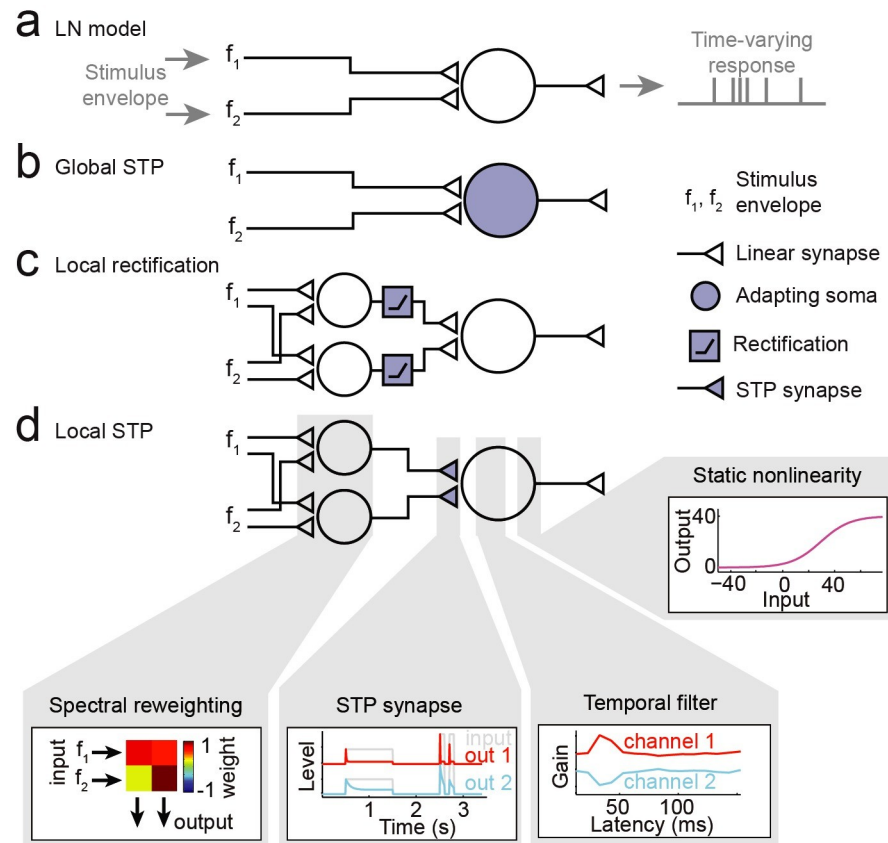 a LN model
Stimulus
envelope
f1
f2
Time-varying
response
b Global STP
f1
f2
f1, f2 Stimulus
envelope
Linear synapse
Adapting soma
Rectification
STP synapse
c Local rectification
f1
f2
d Local STP
f1
f2
Static nonlinearity
Output
40
0
−40 0 40
Input
Spectral reweighting
input
f1
f2
1
-1
weight
output
STP synapse
Level
input
out 1
out 2
1 2 3
Time (s)
Temporal filter
Gain
channel 1
channel 2
50 100
Latency (ms)